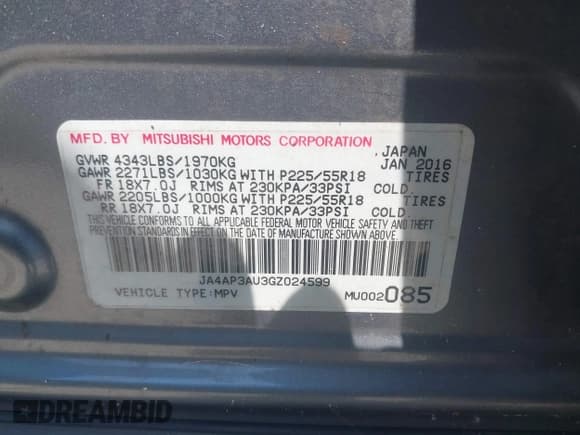 MFD. BY MITSUBISHI MOTORS CORPORATION
, JAPAN
GVWR 4343LBS/1970KG JAN 2016
GAWR 2271LBS/1030KG WITH P225/55R18 TIRES
FR 18X7.0J RIMS AT 230KPA/33PSI COLD.
GAWR 2205LBS/1000KG WITH P225/55R18 TIRES
RR 18X7.0J RIMS AT 230KPA/33PSI COLD.
THIS VEHICLE CONFORMS TO ALL APPLICABLE FEDERAL MOTOR VEHICLE SAFETY AND THEFT
PREVENTION STANDARDS IN EFFECT ON THE DATE OF MANUFACTURE SHOWN ABOVE.
JA4AP3AU3GZ024599
VEHICLE TYPE:MPV MU002085
DREAMBID